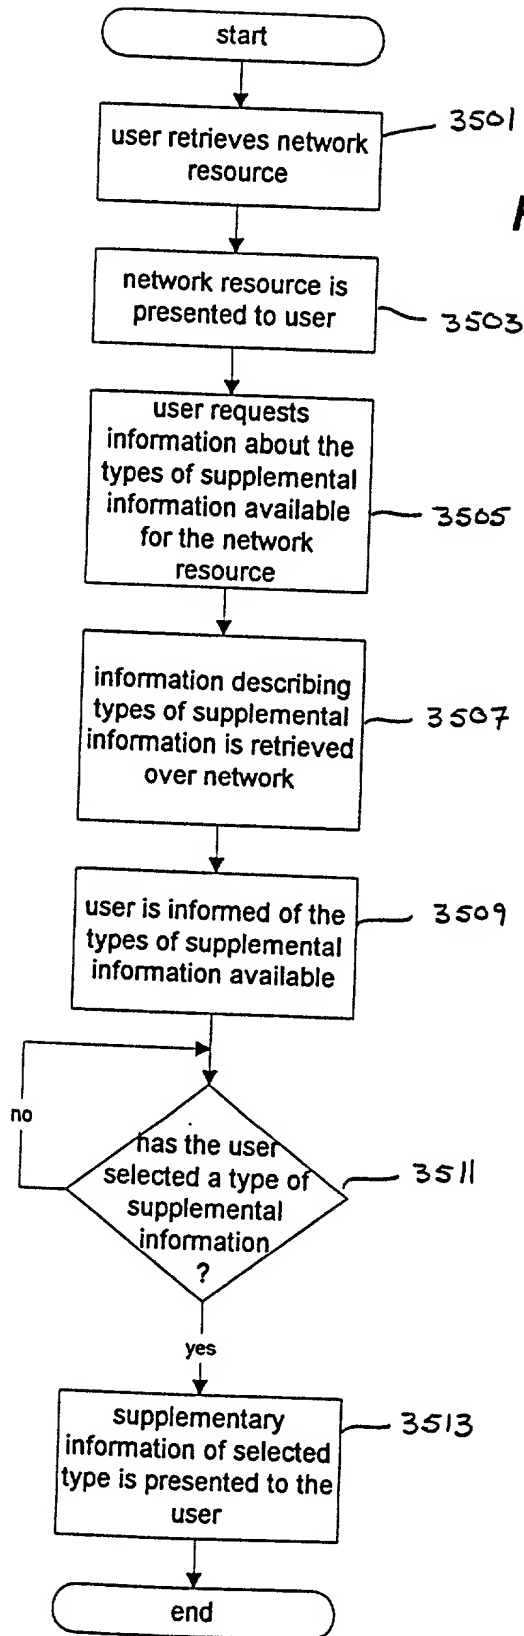 start
user retrieves network
resource
3501
network resource is
presented to user
3503
user requests
information about the
types of supplemental
information available
for the network
resource
3505
information describing
types of supplemental
information is retrieved
over network
3507
user is informed of the
types of supplemental
information available
3509
no
has the user
selected a type of
supplemental
information
?
3511
yes
supplementary
information of selected
type is presented to the
user
3513
end